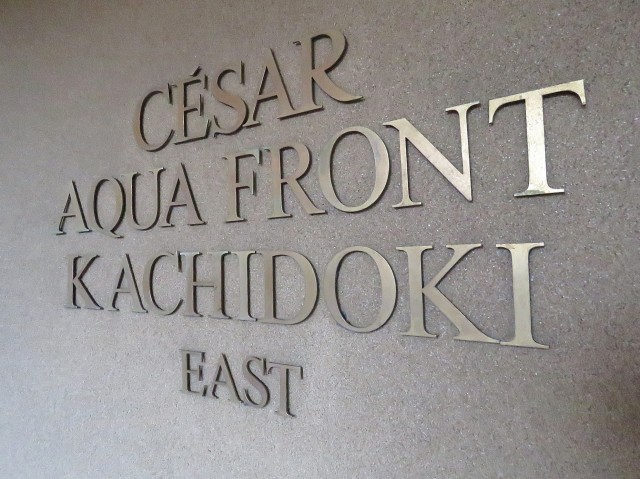 CÉSAR
AQUA FRONT
KACHIDOKI
EAST